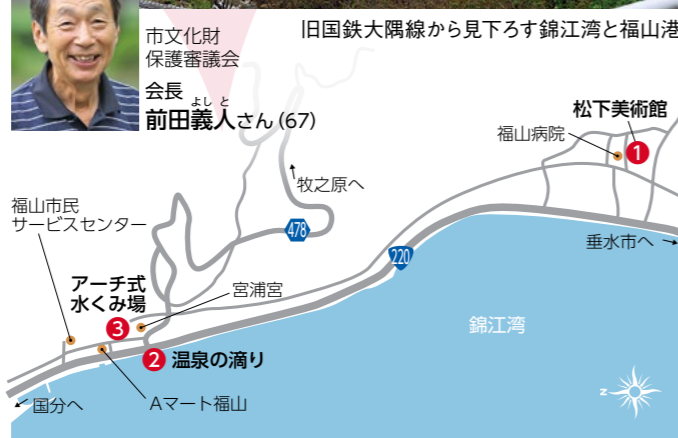 旧国鉄大隅線から見下ろす錦江湾と福山港
市文化財
保護審議会
会長
よしと
前田義人さん(67)
松下美術館
福山病院
1
牧之原へ
福山市民
サービスセンター
478
220
垂水市へ
アーチ式
水くみ場
宮浦宮
3
錦江湾
2 温泉の滴り
国分へ
Aマート福山
N